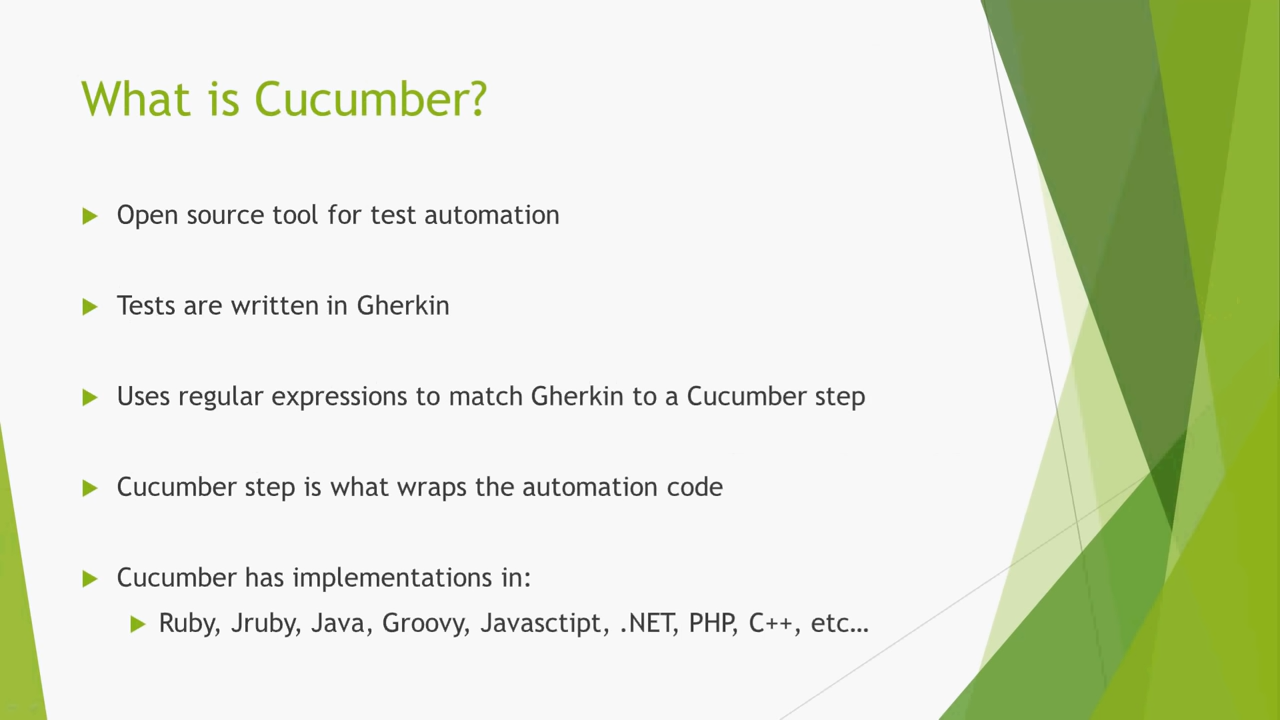 What is Cucumber?
Open source tool for test automation
Tests are written in Gherkin
Uses regular expressions to match Gherkin to a Cucumber step
Cucumber step is what wraps the automation code
Cucumber has implementations in:
Ruby, Jruby, Java, Groovy, Javasctipt, .NET, PHP, C++, etc…